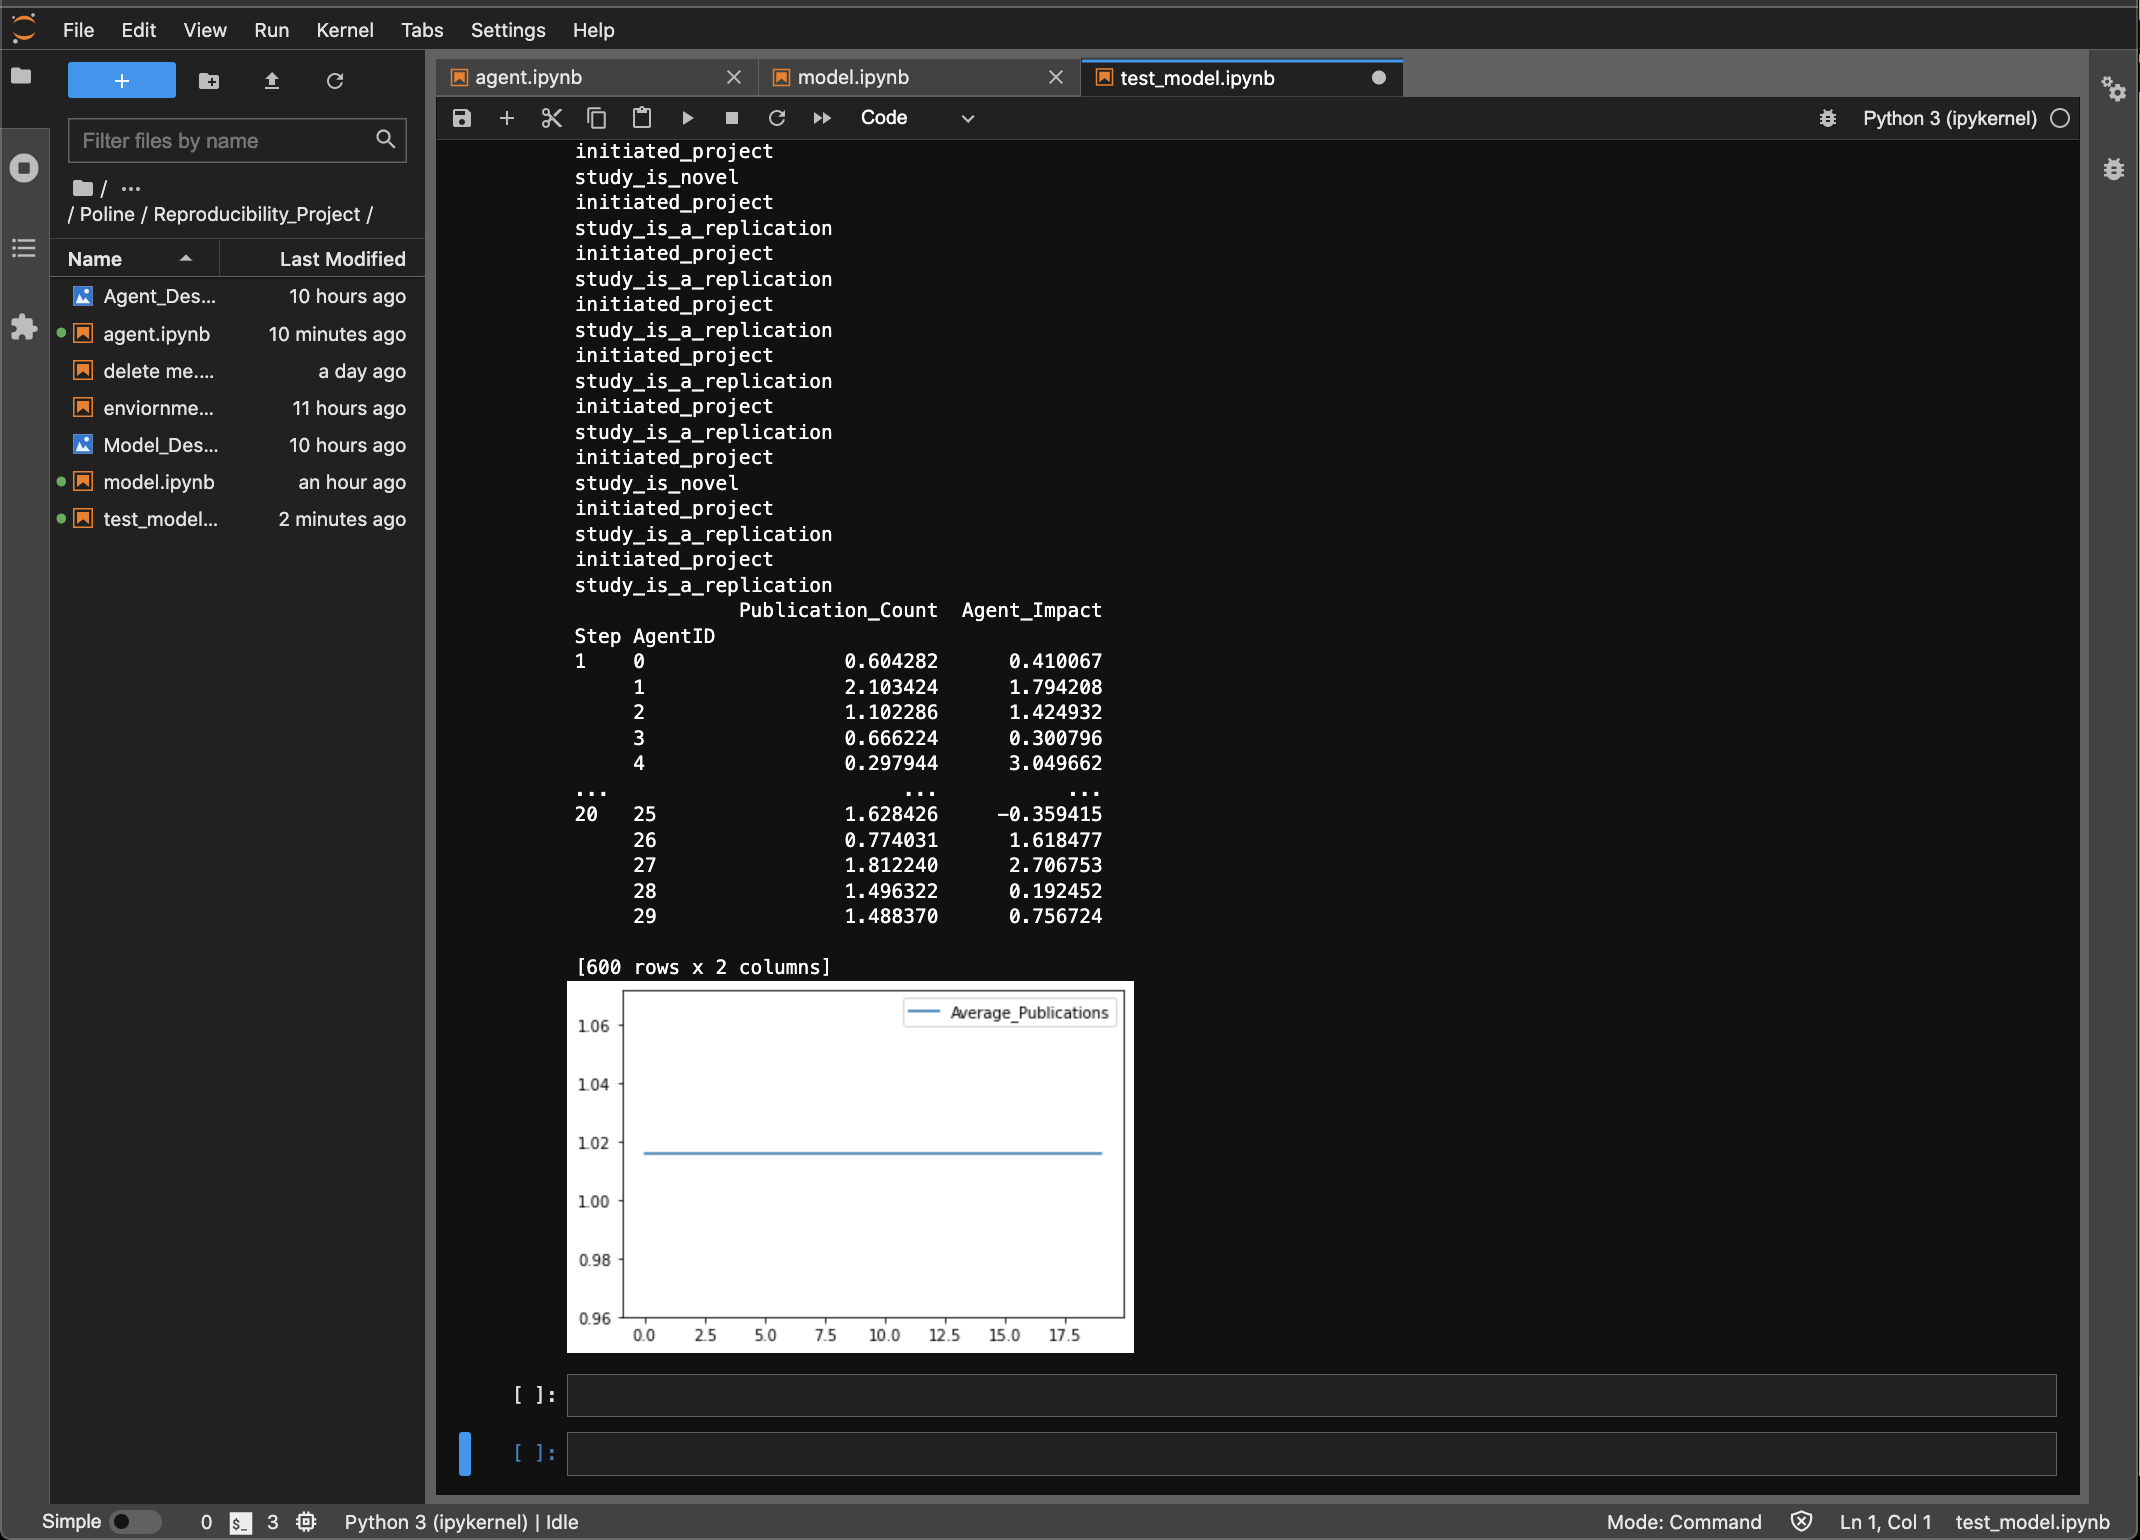 File Edit View Run Kernel Tabs Settings Help
+
Filter files by name
/ ...
/ Poline / Reproducibility_Project /
Name Last Modified
Agent_Des... 10 hours ago
agent.ipynb 10 minutes ago
delete me.... a day ago
enviornme... 11 hours ago
Model_Des... 10 hours ago
model.ipynb an hour ago
test_model... 2 minutes ago
agent.ipynb model.ipynb test_model.ipynb
Code Python 3 (ipykernel)
initiated_project
study_is_novel
initiated_project
study_is_a_replication
initiated_project
study_is_a_replication
initiated_project
study_is_a_replication
initiated_project
study_is_a_replication
initiated_project
study_is_a_replication
initiated_project
study_is_novel
initiated_project
study_is_a_replication
initiated_project
study_is_a_replication
Publication_Count Agent_Impact
Step AgentID
1 0 0.604282 0.410067
1 2.103424 1.794208
2 1.102286 1.424932
3 0.666224 0.300796
4 0.297944 3.049662
... ... ...
20 25 1.628426 -0.359415
26 0.774031 1.618477
27 1.812240 2.706753
28 1.496322 0.192452
29 1.488370 0.756724
[600 rows x 2 columns]
Average_Publications
1.06
1.04
1.02
1.00
0.98
0.96
0.0 2.5 5.0 7.5 10.0 12.5 15.0 17.5
[ ]:
[ ]:
Simple 0 $_ 3 Python 3 (ipykernel) | Idle Mode: Command Ln 1, Col 1 test_model.ipynb